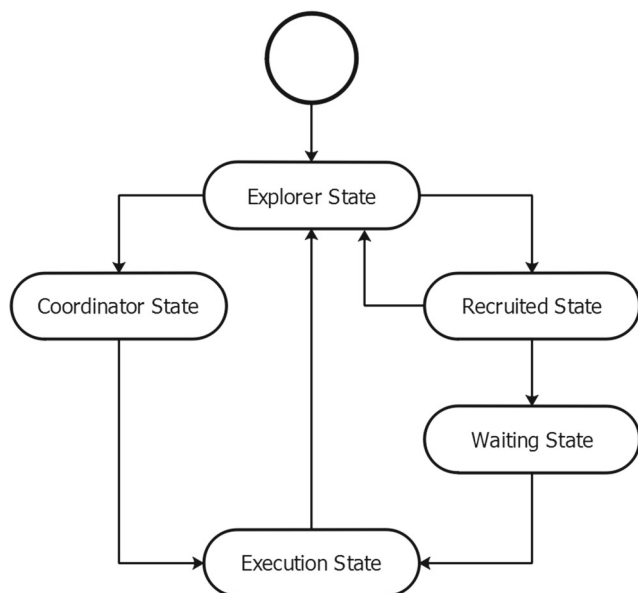 Explorer State
Coordinator State
Recruited State
Waiting State
Execution State